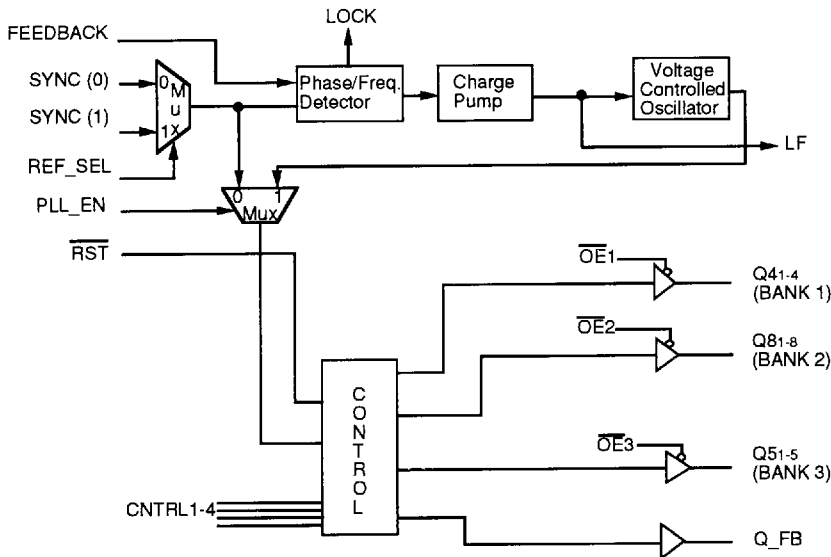 LOCK
FEEDBACK
SYNC (0)
SYNC (1)
REF_SEL
PLL_EN
RST
0
1
Mux
Phase/Freq.
Detector
Charge
Pump
Voltage
Controlled
Oscillator
LF
0
1
Mux
OE1
Q41-4
(BANK 1)
OE2
Q81-8
(BANK 2)
CONTROL
OE3
Q51-5
(BANK 3)
CNTRL1-4
Q_FB